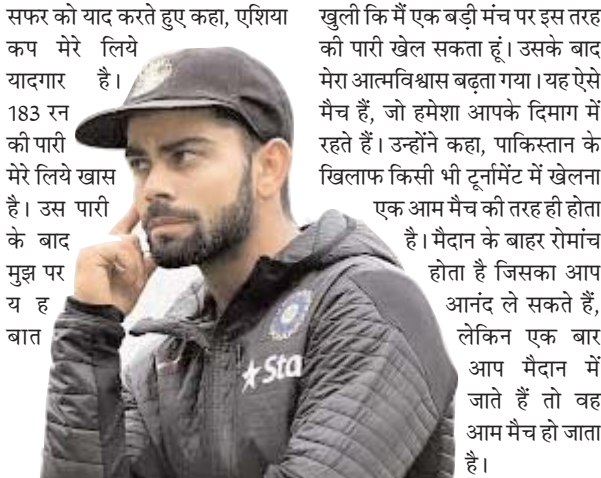 सफर को याद करते हुए कहा, एशिया
कप मेरे लिये
यादगार है।
183 रन
की पारी
मेरे लिये खास
है। उस पारी
के बाद
मुझ पर
य ह
बात
खुली कि मैं एक बड़ी मंच पर इस तरह
की पारी खेल सकता हूं। उसके बाद
मेरा आत्मविश्वास बढ़ता गया। यह ऐसे
मैच हैं, जो हमेशा आपके दिमाग में
रहते हैं। उन्होंने कहा, पाकिस्तान के
खिलाफ किसी भी टूर्नामेंट में खेलना
एक आम मैच की तरह ही होता
है। मैदान के बाहर रोमांच
होता है जिसका आप
आनंद ले सकते हैं,
लेकिन एक बार
आप मैदान में
जाते हैं तो वह
आम मैच हो जाता
है।
Sta